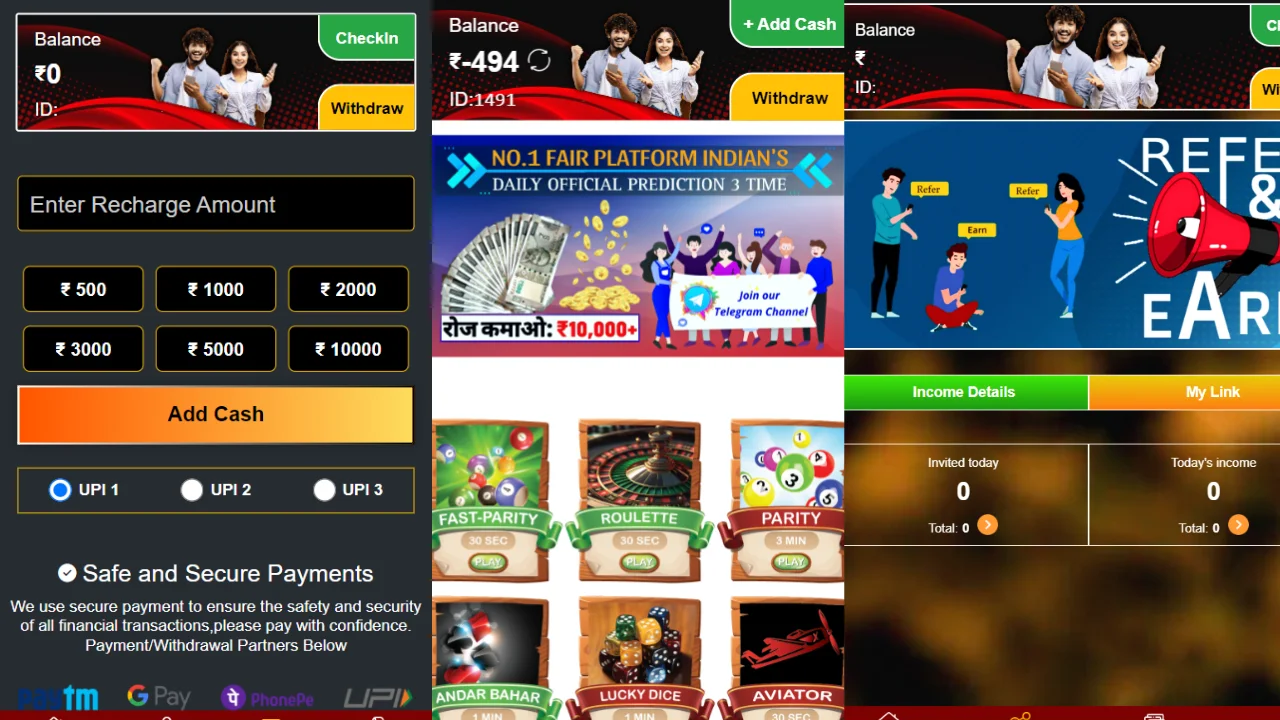 Balance
₹0
ID:
CheckIn
Withdraw
Enter Recharge Amount
₹ 500
₹ 1000
₹ 2000
₹ 3000
₹ 5000
₹ 10000
Add Cash
UPI 1
UPI 2
UPI 3
Safe and Secure Payments
We use secure payment to ensure the safety and security
of all financial transactions,please pay with confidence.
Payment/Withdrawal Partners Below
paytm
G Pay
PhonePe
UPI
Balance
₹-494
ID:1491
+ Add Cash
Withdraw
NO.1 FAIR PLATFORM INDIAN'S
DAILY OFFICIAL PREDICTION 3 TIME
Join our
Telegram Channel
रोज कमाओ: ₹10,000+
FAST-PARITY
30 SEC
PLAY
ROULETTE
30 SEC
PLAY
PARITY
3 MIN
PLAY
ANDAR BAHAR
1 MIN
LUCKY DICE
1 MIN
AVIATOR
30 SEC
Balance
₹
ID:
Refer
Refer
Earn
REFE
&
EAR
Income Details
My Link
Invited today
0
Total: 0
Today's income
0
Total: 0